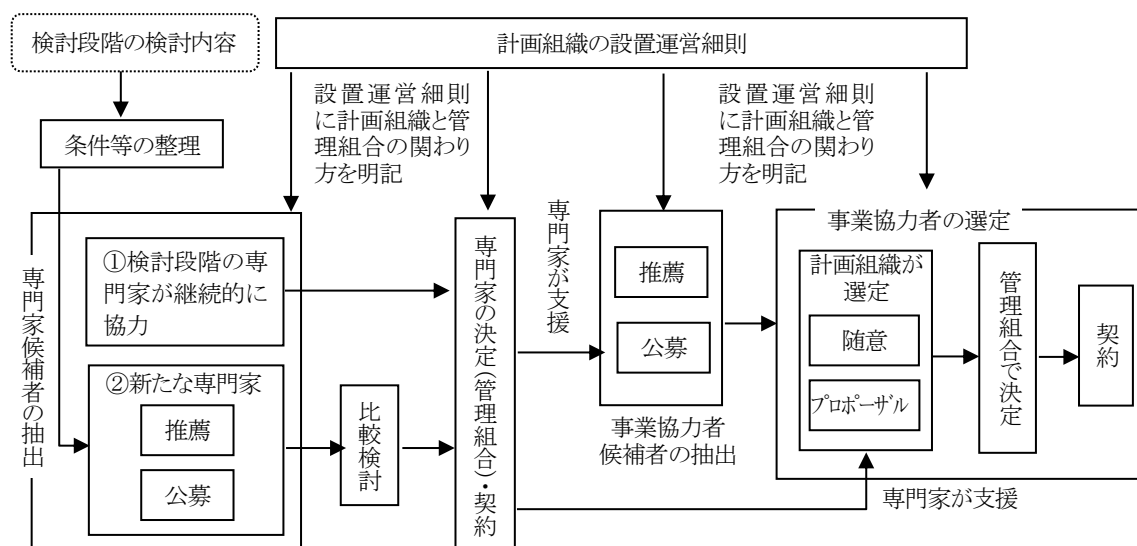 検討段階の検討内容
計画組織の設置運営細則
設置運営細則
に計画組織と管
理組合の関わり
方を明記
設置運営細則
に計画組織と管
理組合の関わり
方を明記
条件等の整理
専門家候補者の抽出
①検討段階の専
門家が継続的に
協力
②新たな専門家
推薦
公募
比較検討
専門家の決定(管理組合)・契約
専門家が支援
推薦
公募
事業協力者
候補者の抽出
事業協力者の選定
計画組織が
選定
随意
プロポーザル
管理組合で決定
契約
専門家が支援